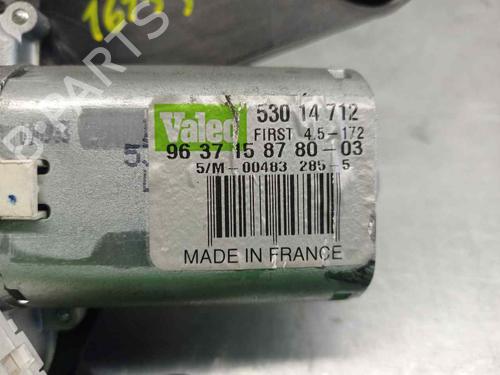 Valeo
530 14 712
FIRST 4.5-172
96 37 15 87 80-03
5/M-00483 285-5
MADE IN FRANCE
B-PARTS